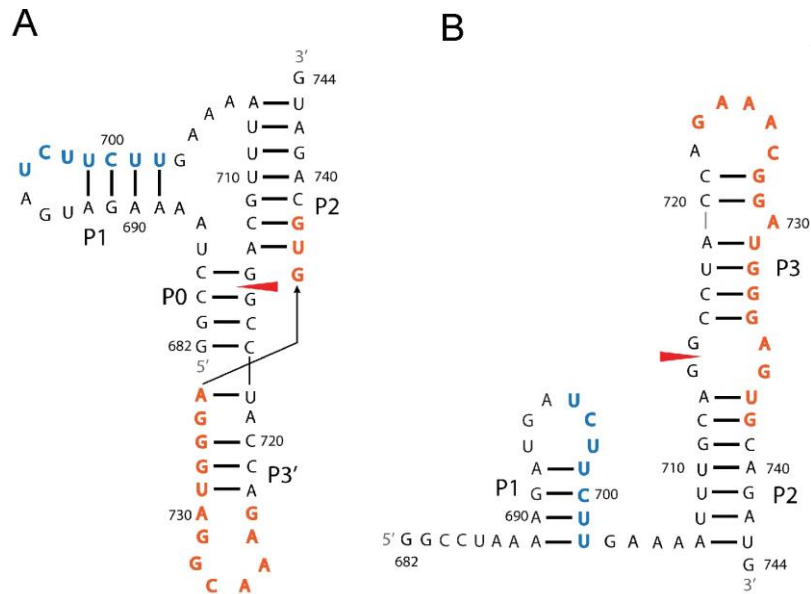 A
3′
G 744
A A A A U
U A
700
U C U U C U U G U G
710 U A 740
A G U G A G A A A G C
690
P1 P2
A C G
U A U
C G G
P0 C G
G C
682 G C
5′
A U
G A
G C 720
G C P3′
U A
730 A G
G A
G A
C A
B
A A
G A
A C
C G
720 C G
A 730
A U
P3
U G
C G
C G
G A
G G
A U
C G
G C
710 U A 740
U G P2
U A
A U
G 744
3′
A U
G C
U U
A U
P1 G C 700
690 A U
5′ G G C C U A A A U G A A A A U
682